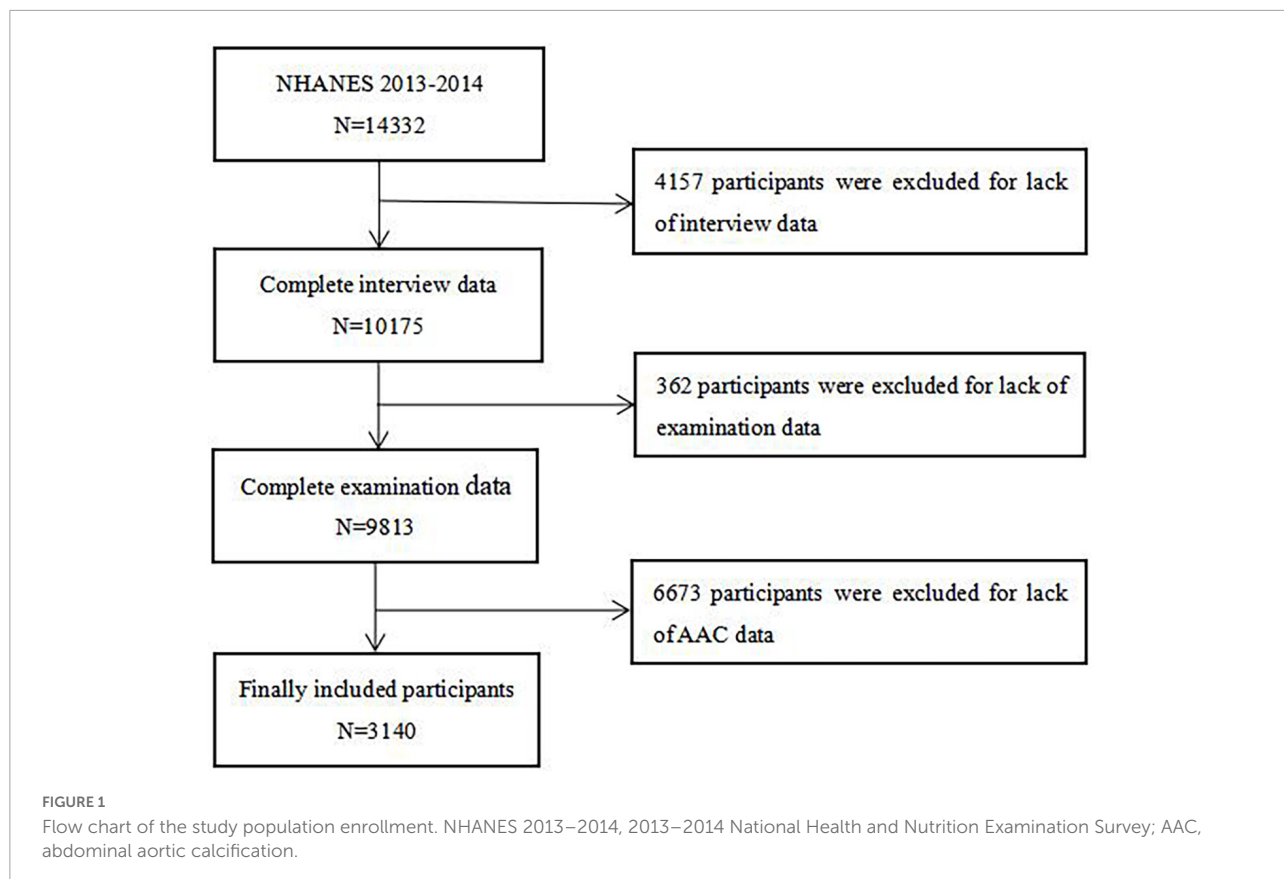 NHANES 2013-2014
N=14332
4157 participants were excluded for lack
of interview data
Complete interview data
N=10175
362 participants were excluded for lack of
examination data
Complete examination data
N=9813
6673 participants were excluded for lack
of AAC data
Finally included participants
N=3140
FIGURE 1
Flow chart of the study population enrollment. NHANES 2013–2014, 2013–2014 National Health and Nutrition Examination Survey; AAC,
abdominal aortic calcification.